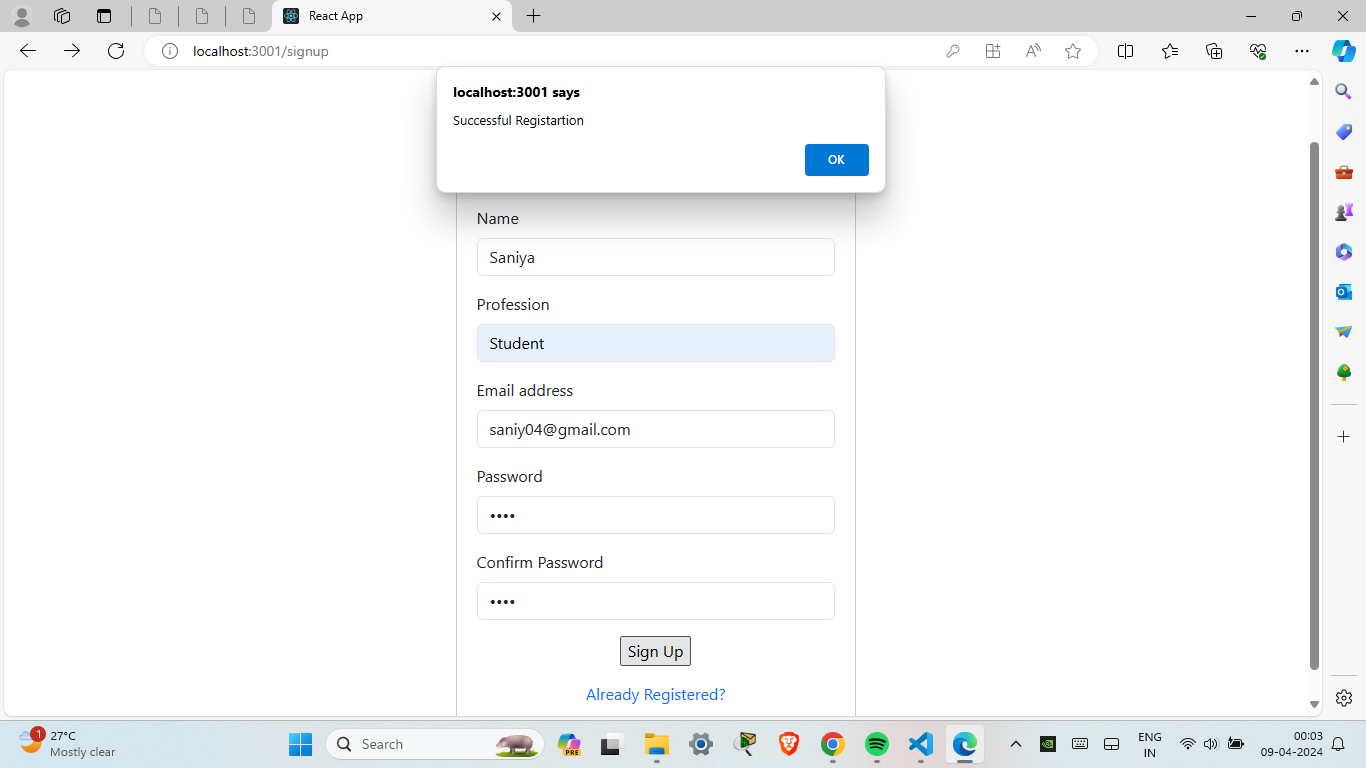 React App
localhost:3001/signup
localhost:3001 says
Successful Registartion
OK
Name
Saniya
Profession
Student
Email address
saniy04@gmail.com
Password
••••
Confirm Password
••••
Sign Up
Already Registered?
1
27°C
Mostly clear
Search
PRE
ENG
IN
00:03
09-04-2024